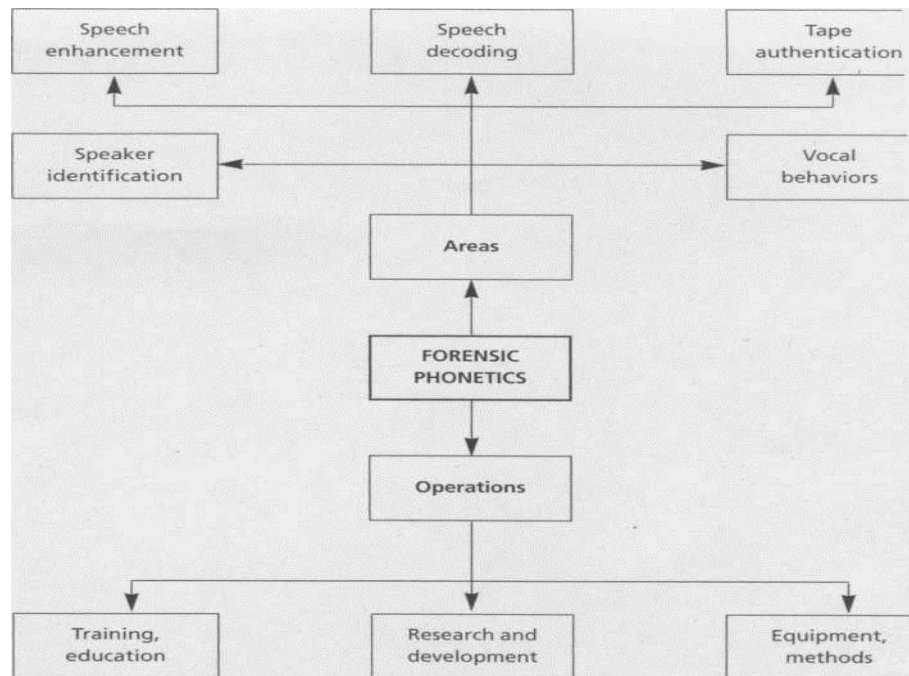 Speech
enhancement
Speech
decoding
Tape
authentication
Speaker
identification
Vocal
behaviors
Areas
FORENSIC
PHONETICS
Operations
Training,
education
Research and
development
Equipment,
methods